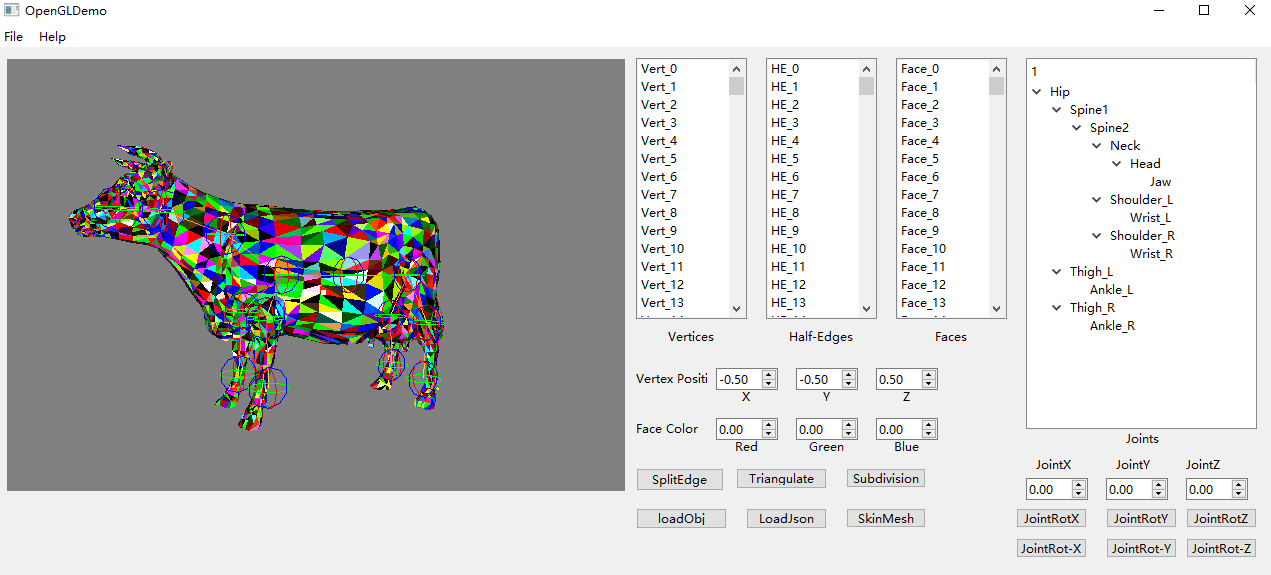 OpenGLDemo
File Help
Vert_0
Vert_1
Vert_2
Vert_3
Vert_4
Vert_5
Vert_6
Vert_7
Vert_8
Vert_9
Vert_10
Vert_11
Vert_12
Vert_13
Vertices
HE_0
HE_1
HE_2
HE_3
HE_4
HE_5
HE_6
HE_7
HE_8
HE_9
HE_10
HE_11
HE_12
HE_13
Half-Edges
Face_0
Face_1
Face_2
Face_3
Face_4
Face_5
Face_6
Face_7
Face_8
Face_9
Face_10
Face_11
Face_12
Face_13
Faces
Vertex Positi -0.50 -0.50 0.50
X Y Z
Face Color 0.00 0.00 0.00
Red Green Blue
SplitEdge Triangulate Subdivision
loadObj LoadJson SkinMesh
1
Hip
Spine1
Spine2
Neck
Head
Jaw
Shoulder_L
Wrist_L
Shoulder_R
Wrist_R
Thigh_L
Ankle_L
Thigh_R
Ankle_R
Joints
JointX JointY JointZ
0.00 0.00 0.00
JointRotX JointRotY JointRotZ
JointRot-X JointRot-Y JointRot-Z